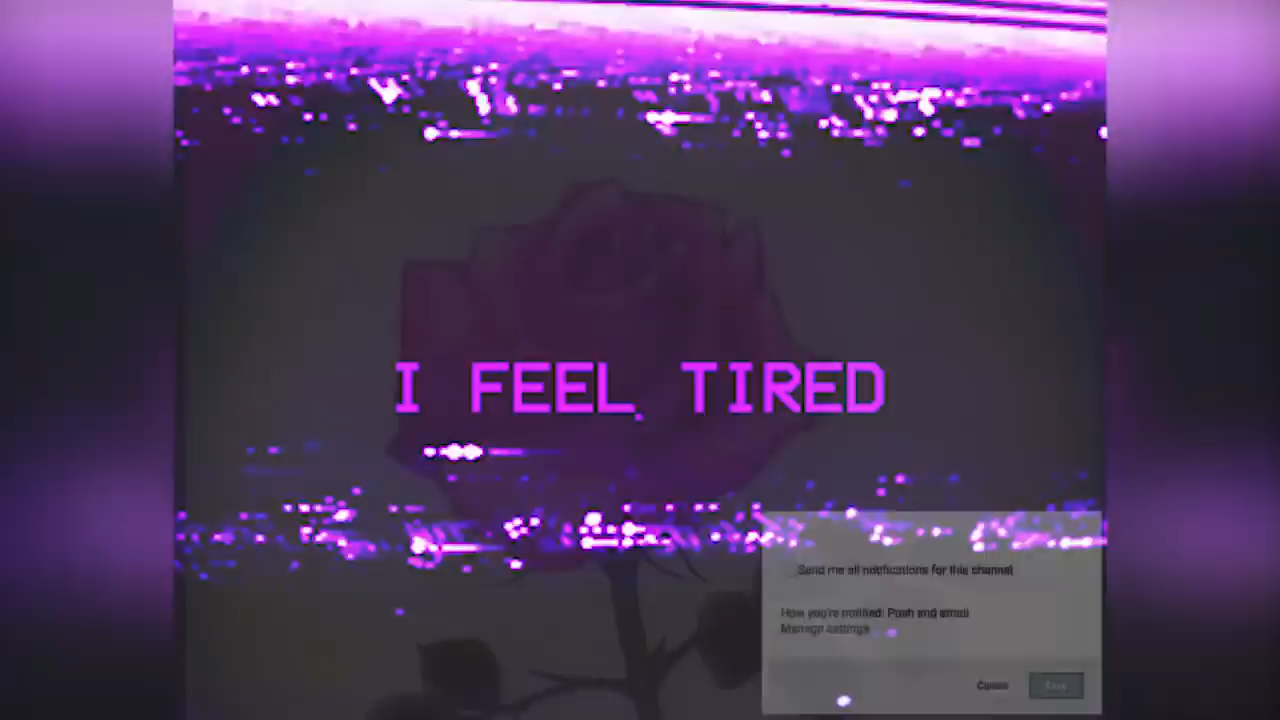 I FEEL TIRED
Send me all notifications for this channel
How you're notified: Push and email
Manage settings
Cancel
Save